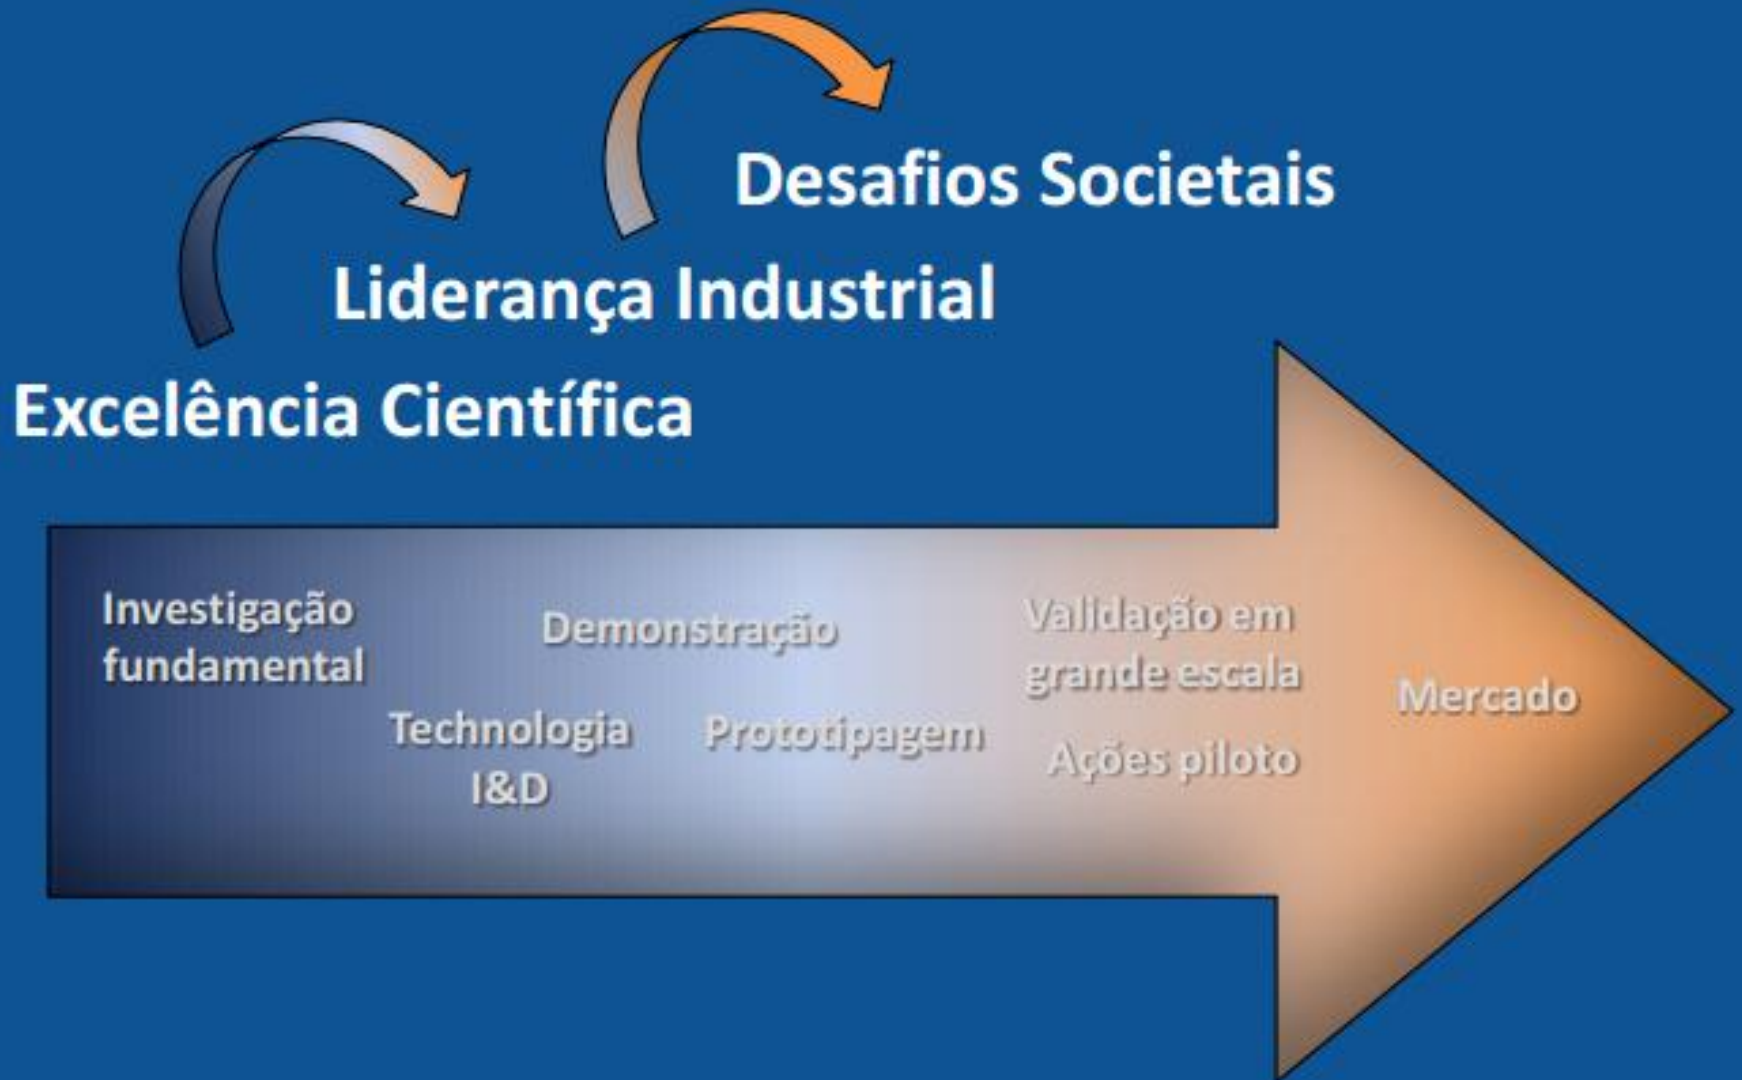 Desafios Societais
Liderança Industrial
Excelência Científica
Investigação
fundamental
Demonstração
Technologia
I&D
Prototipagem
Validação em
grande escala
Ações piloto
Mercado